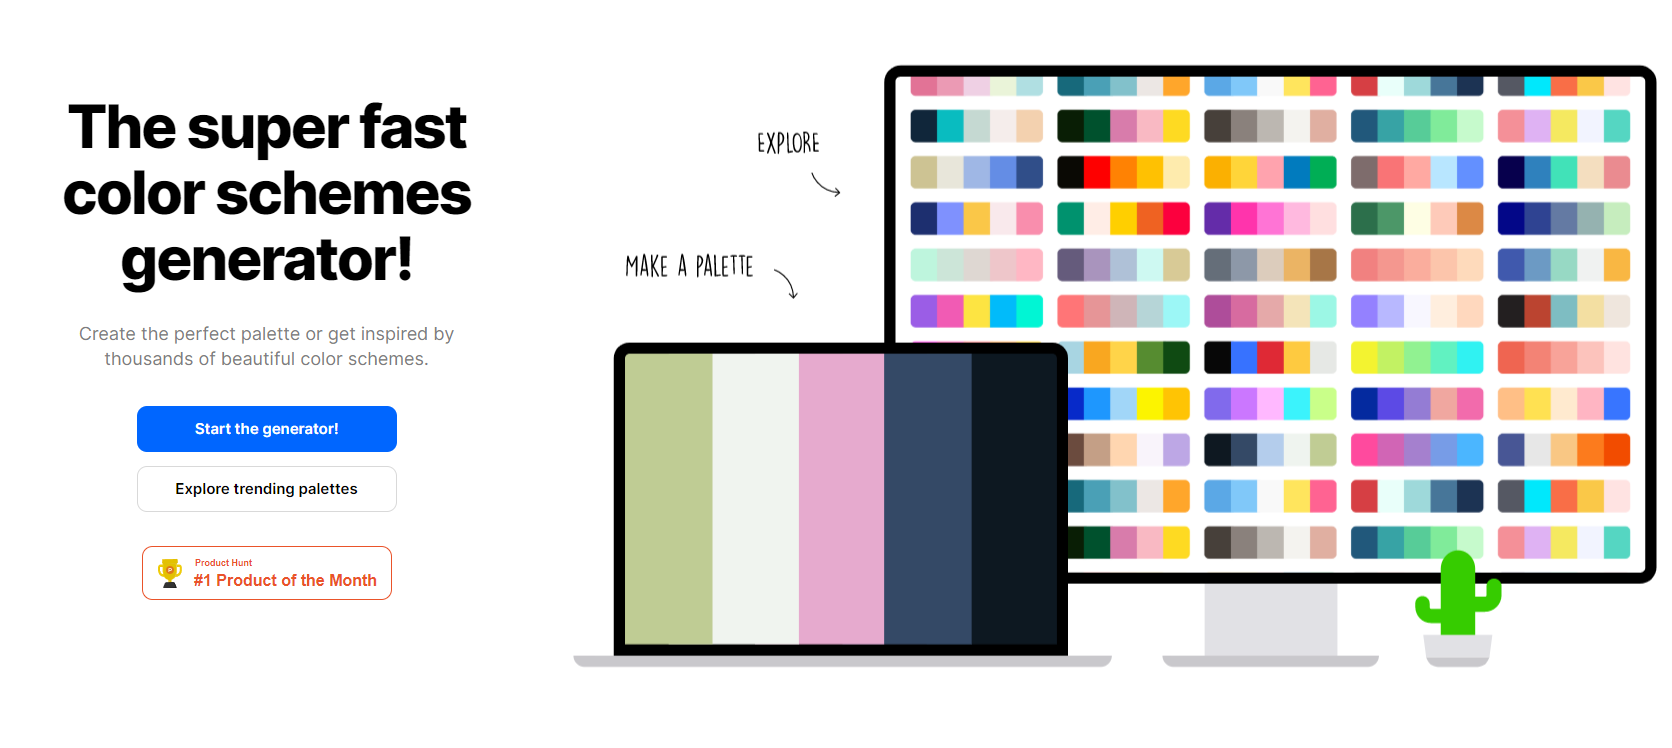 The super fast
color schemes
generator!
Create the perfect palette or get inspired by
thousands of beautiful color schemes.
Start the generator!
Explore trending palettes
P
Product Hunt
#1 Product of the Month
EXPLORE
MAKE A PALETTE